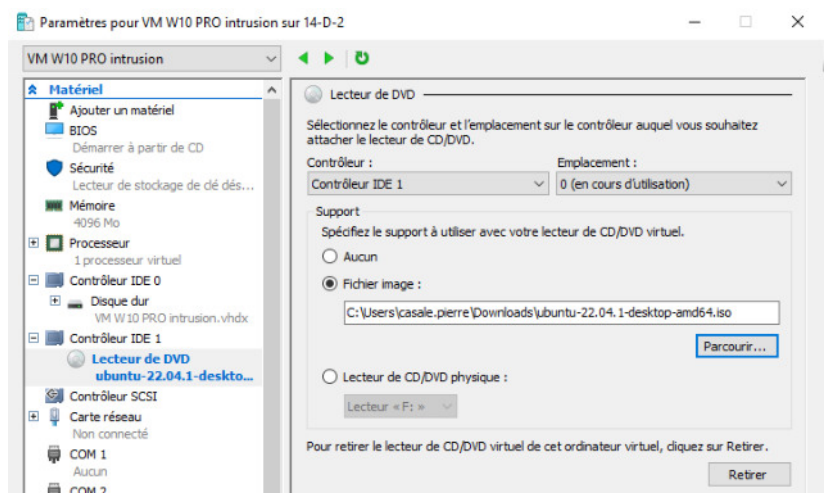 Paramètres pour VM W10 PRO intrusion sur 14-D-2
VM W10 PRO intrusion
Matériel
Ajouter un matériel
BIOS
Démarrer à partir de CD
Sécurité
Lecteur de stockage de clé dés...
Mémoire
4096 Mo
Processeur
1 processeur virtuel
Contrôleur IDE 0
Disque dur
VM W10 PRO intrusion.vhdx
Contrôleur IDE 1
Lecteur de DVD
ubuntu-22.04.1-deskto...
Contrôleur SCSI
Carte réseau
Non connecté
COM 1
Aucun
COM 2
Lecteur de DVD
Sélectionnez le contrôleur et l'emplacement sur le contrôleur auquel vous souhaitez
attacher le lecteur de CD/DVD.
Contrôleur : Emplacement :
Contrôleur IDE 1 0 (en cours d'utilisation)
Support
Spécifiez le support à utiliser avec votre lecteur de CD/DVD virtuel.
Aucun
Fichier image :
C:\Users\casale.pierre\Downloads\ubuntu-22.04.1-desktop-amd64.iso
Parcourir...
Lecteur de CD/DVD physique :
Lecteur « F: »
Pour retirer le lecteur de CD/DVD virtuel de cet ordinateur virtuel, cliquez sur Retirer.
Retirer